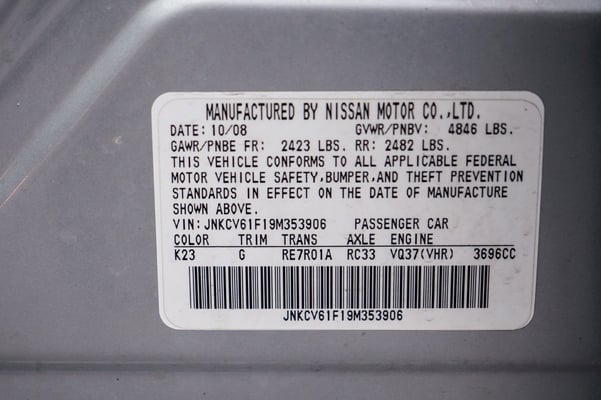 MANUFACTURED BY NISSAN MOTOR CO.,LTD.
DATE: 10/08 GVWR/PNBV: 4846 LBS.
GAWR/PNBE FR: 2423 LBS. RR: 2482 LBS.
THIS VEHICLE CONFORMS TO ALL APPLICABLE FEDERAL
MOTOR VEHICLE SAFETY,BUMPER,AND THEFT PREVENTION
STANDARDS IN EFFECT ON THE DATE OF MANUFACTURE
SHOWN ABOVE.
VIN: JNKCV61F19M353906 PASSENGER CAR
COLOR TRIM TRANS AXLE ENGINE
K23 G RE7R01A RC33 VQ37(VHR) 3696CC
JNKCV61F19M353906